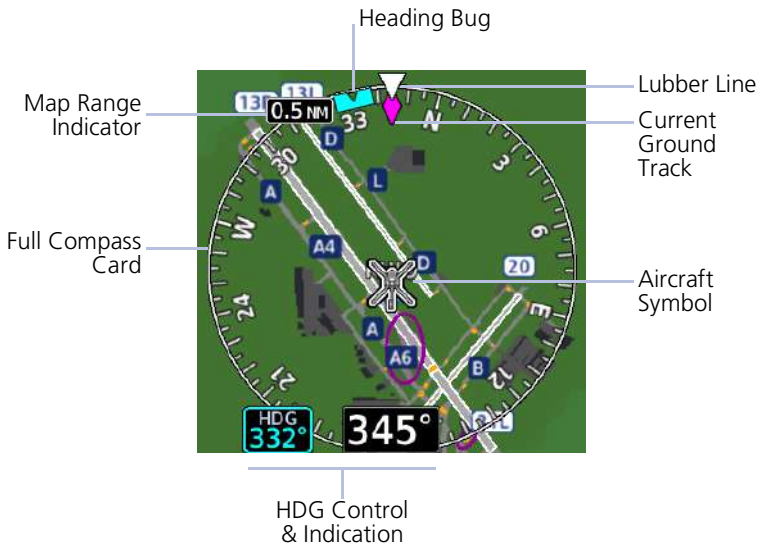 Heading Bug
Lubber Line
Map Range
Indicator
Current
Ground
Track
Full Compass
Card
Aircraft
Symbol
HDG Control
& Indication
13L
0.5 NM
33
N
30
D
3
L
A
W
6
A4
D
20
24
E
A
A6
B
12
21
HDG
332°
345°